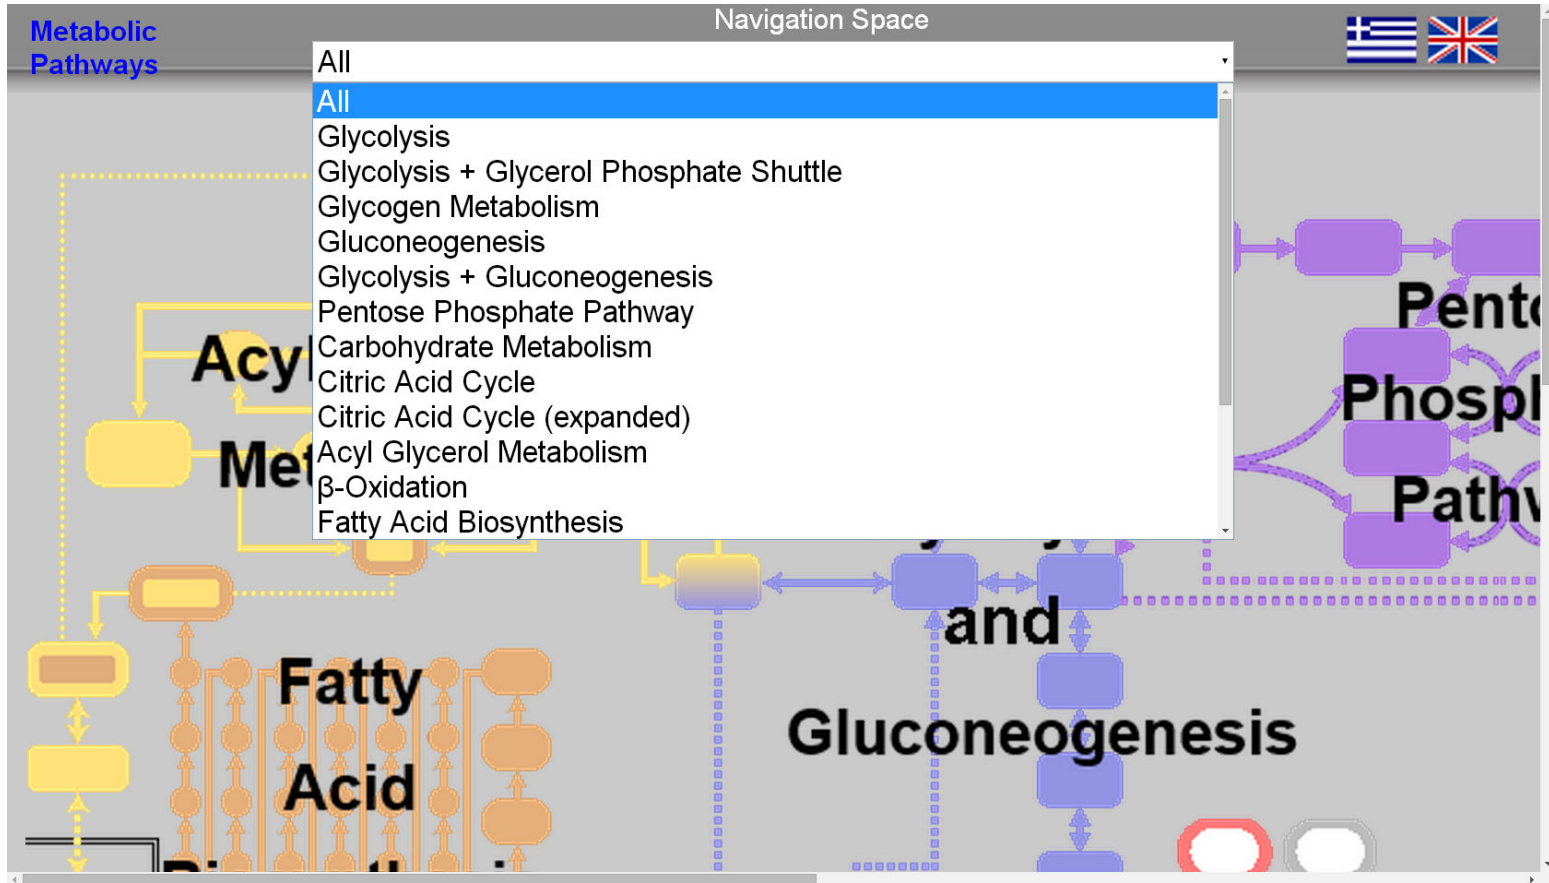 Navigation Space
Metabolic
Pathways
All
All
Glycolysis
Glycolysis + Glycerol Phosphate Shuttle
Glycogen Metabolism
Gluconeogenesis
Glycolysis + Gluconeogenesis
Pentose Phosphate Pathway
Carbohydrate Metabolism
Citric Acid Cycle
Citric Acid Cycle (expanded)
Acyl Glycerol Metabolism
β-Oxidation
Fatty Acid Biosynthesis
Acyl
and
Fatty
Acid
Gluconeogenesis